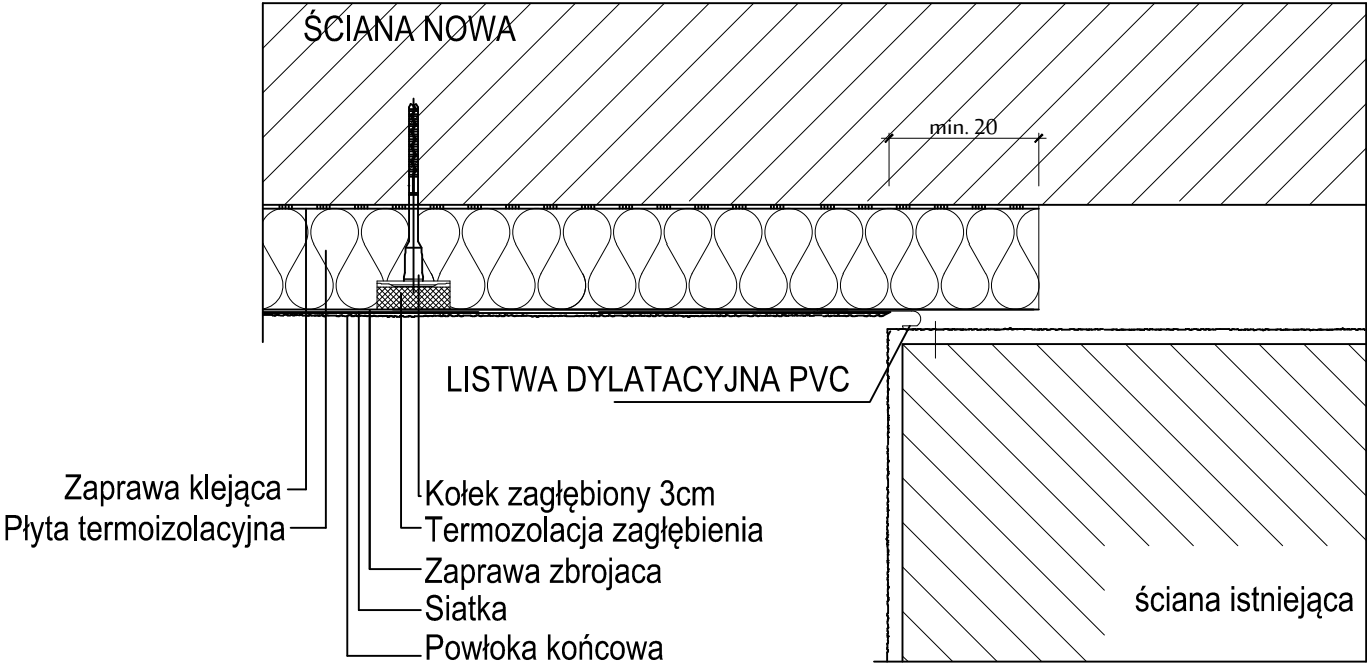 ŚCIANA NOWA
min. 20
LISTWA DYLATACYJNA PVC
Zaprawa klejąca
Płyta termoizolacyjna
Kołek zagłębiony 3cm
Termozolacja zagłębienia
Zaprawa zbrojaca
Siatka
Powłoka końcowa
ściana istniejąca